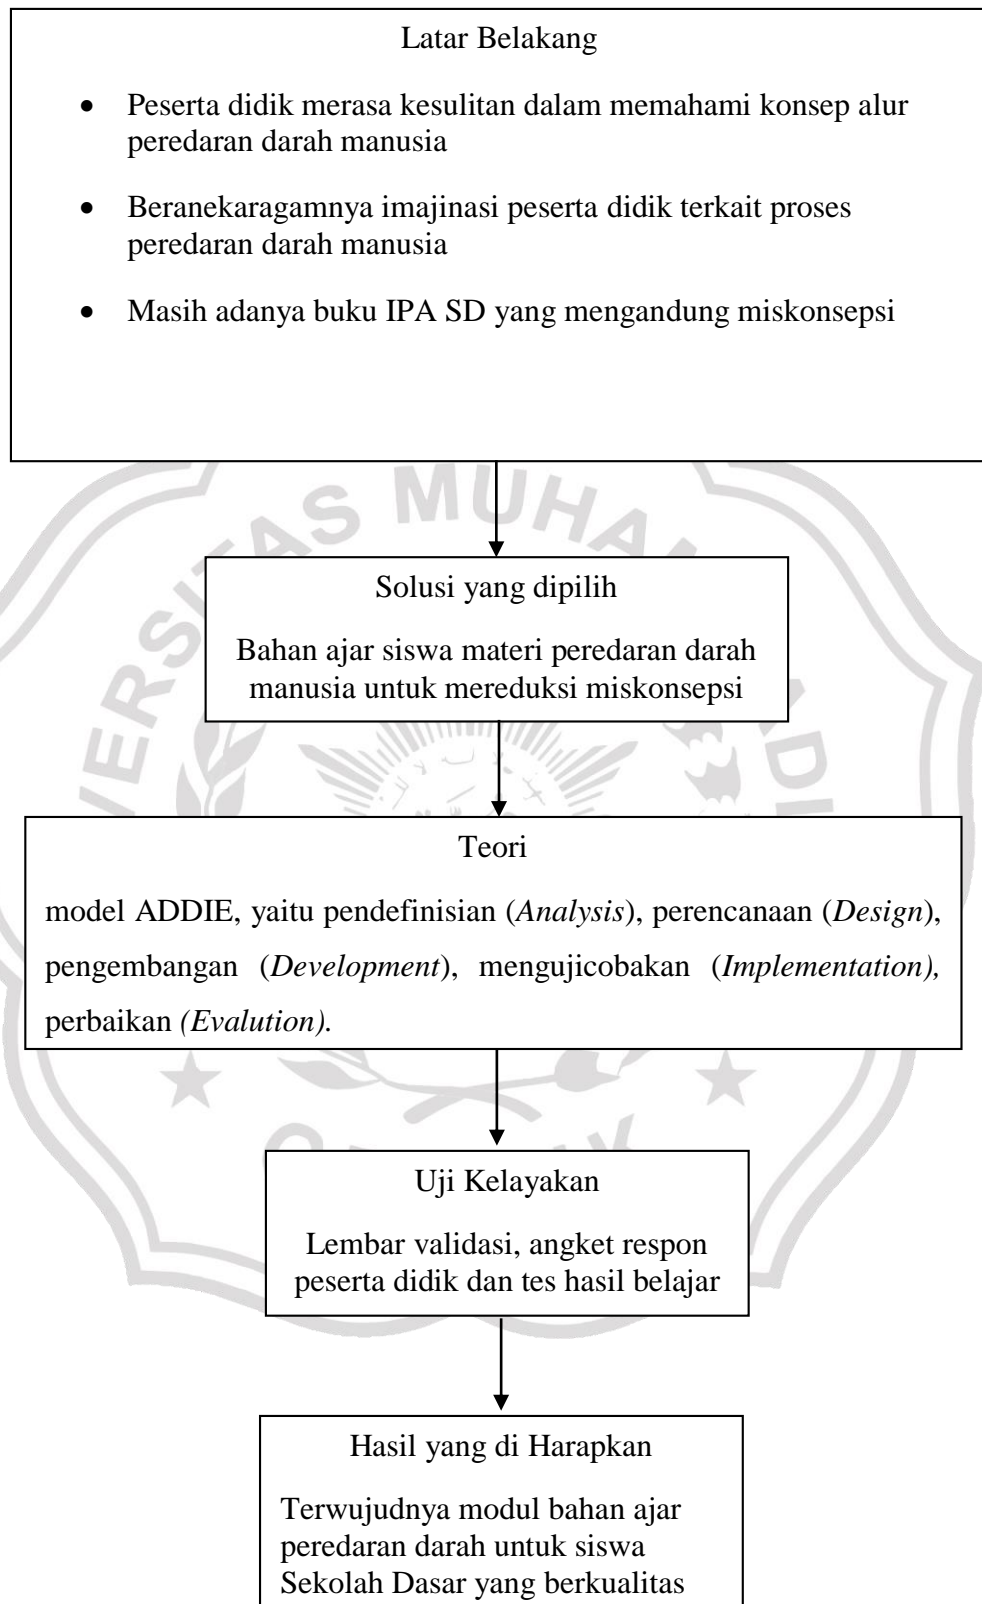 Latar Belakang
• Peserta didik merasa kesulitan dalam memahami konsep alur
peredaran darah manusia
• Beranekaragamnya imajinasi peserta didik terkait proses
peredaran darah manusia
• Masih adanya buku IPA SD yang mengandung miskonsepsi
Solusi yang dipilih
Bahan ajar siswa materi peredaran darah
manusia untuk mereduksi miskonsepsi
Teori
model ADDIE, yaitu pendefinisian (Analysis), perencanaan (Design),
pengembangan (Development), mengujicobakan (Implementation),
perbaikan (Evalution).
Uji Kelayakan
Lembar validasi, angket respon
peserta didik dan tes hasil belajar
Hasil yang di Harapkan
Terwujudnya modul bahan ajar
peredaran darah untuk siswa
Sekolah Dasar yang berkualitas